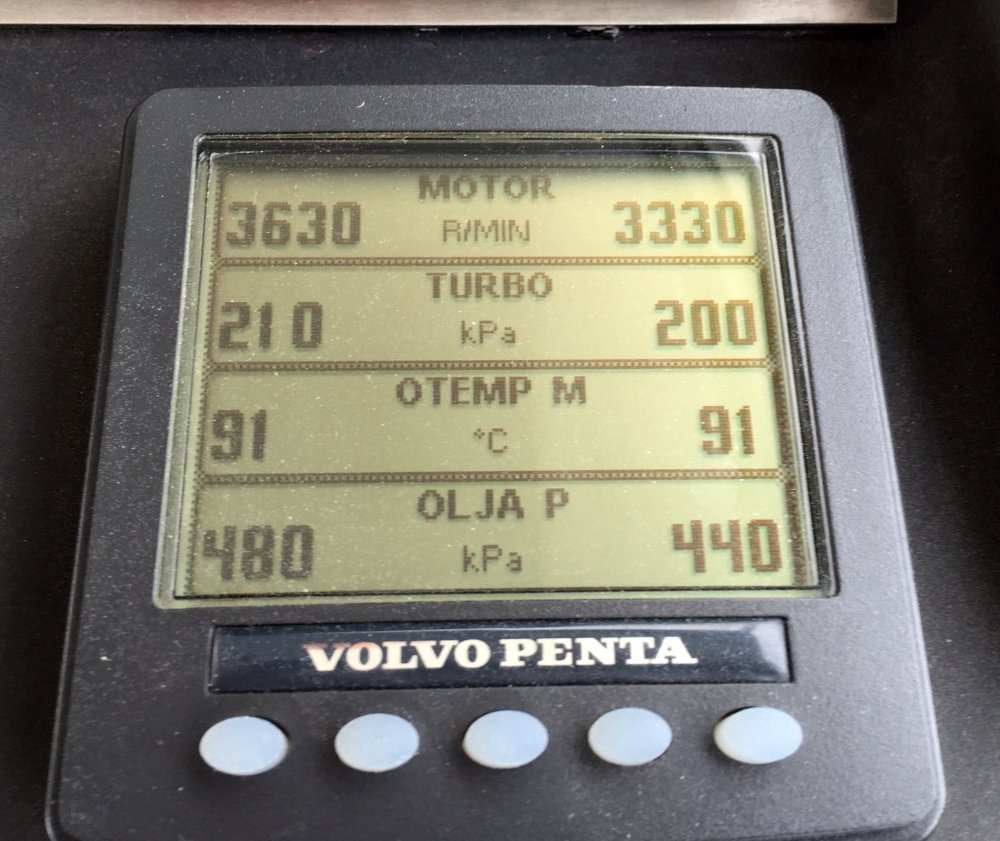 MOTOR
3630 R/MIN 3330
TURBO
210 kPa 200
OTEMP M
91 °C 91
OLJA P
480 kPa 440
VOLVO PENTA